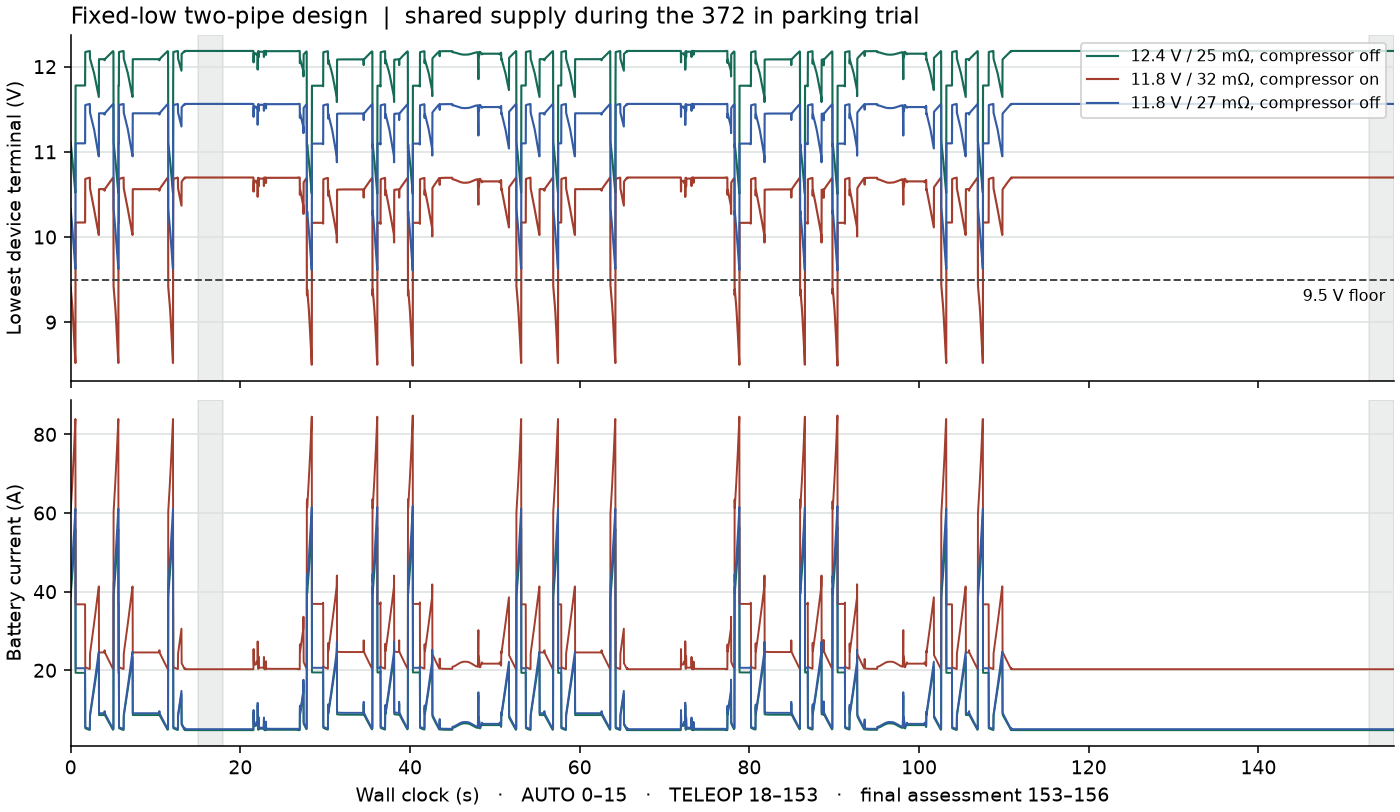 Fixed-low two-pipe design | shared supply during the 372 in parking trial
Lowest device terminal (V)
12
11
10
9
12.4 V / 25 mΩ, compressor off
11.8 V / 32 mΩ, compressor on
11.8 V / 27 mΩ, compressor off
9.5 V floor
Battery current (A)
80
60
40
20
0 20 40 60 80 100 120 140
Wall clock (s) · AUTO 0–15 · TELEOP 18–153 · final assessment 153–156